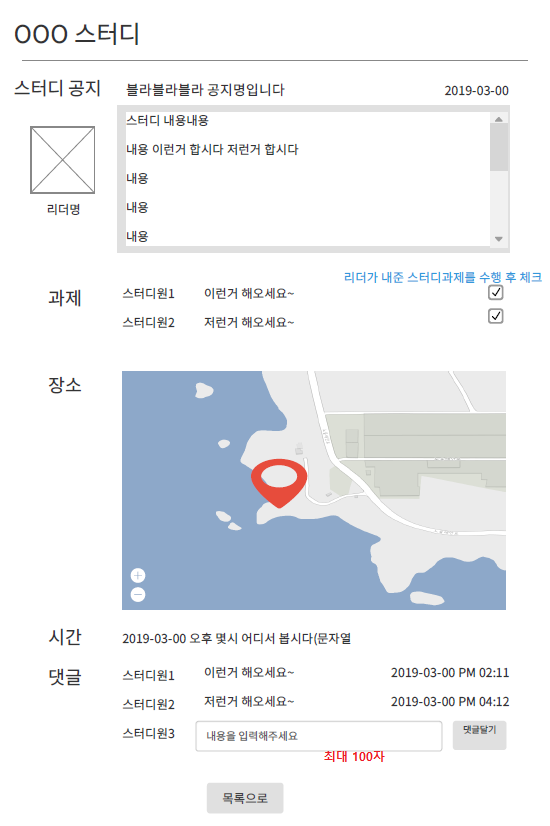 OOO 스터디
스터디 공지 블라블라블라 공지명입니다 2019-03-00
스터디 내용내용
내용 이런거 합시다 저런거 합시다
내용
내용
내용
리더명
리더가 내준 스터디과제를 수행 후 체크
과제 스터디원1 이런거 해오세요~
스터디원2 저런거 해오세요~
장소
시간 2019-03-00 오후 몇시 어디서 봅시다(문자열
댓글 스터디원1 이런거 해오세요~ 2019-03-00 PM 02:11
스터디원2 저런거 해오세요~ 2019-03-00 PM 04:12
스터디원3 내용을 입력해주세요 댓글달기
최대 100자
목록으로